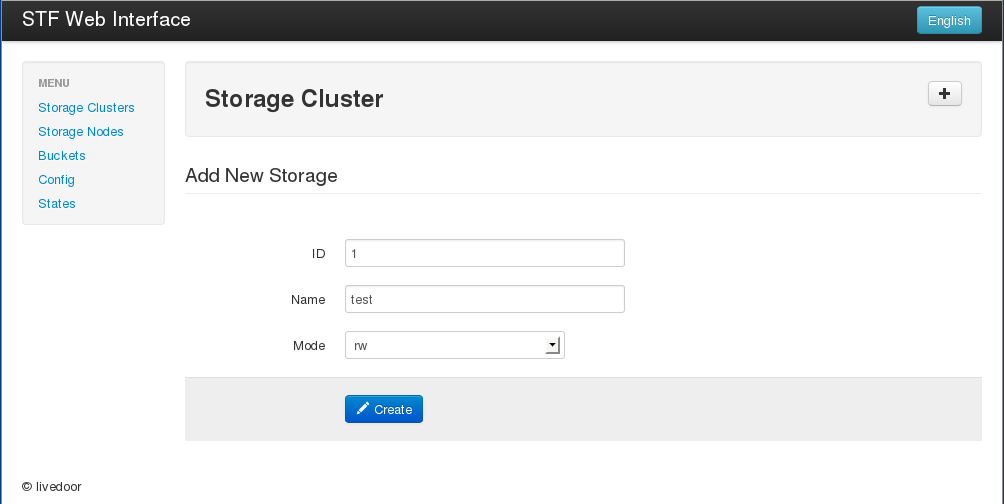 STF Web Interface
English
MENU
Storage Clusters
Storage Nodes
Buckets
Config
States
Storage Cluster
Add New Storage
ID 1
Name test
Mode rw
Create
© livedoor